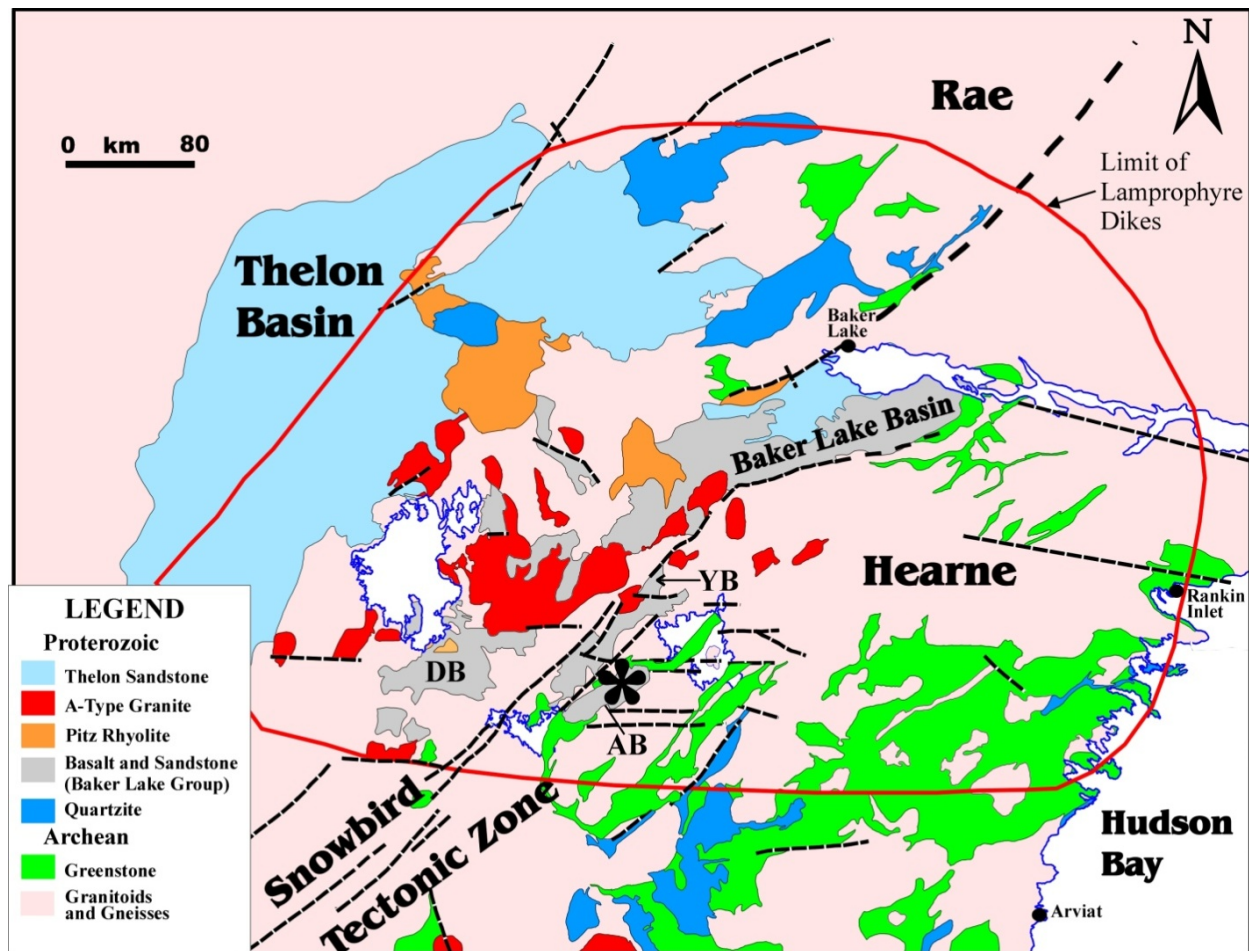 N
Rae
0 km 80
Limit of
Lamprophyre
Dikes
Thelon
Basin
Baker
Lake
Baker Lake Basin
YB
Hearne
Rankin
Inlet
DB
AB
Snowbird
Tectonic Zone
Hudson
Bay
Arviat
LEGEND
Proterozoic
Thelon Sandstone
A-Type Granite
Pitz Rhyolite
Basalt and Sandstone
(Baker Lake Group)
Quartzite
Archean
Greenstone
Granitoids
and Gneisses